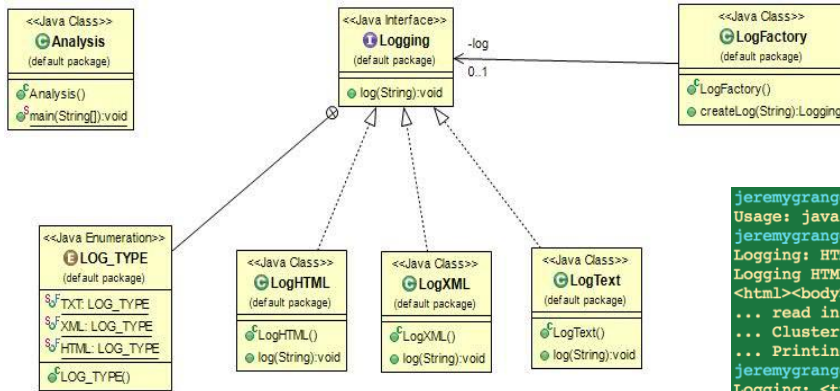 <<Java Class>>
Analysis
(default package)
Analysis()
main(String[]):void
<<Java Interface>>
Logging
(default package)
log(String):void
-log
0..1
<<Java Class>>
LogFactory
(default package)
LogFactory()
createLog(String):Logging
<<Java Enumeration>>
LOG_TYPE
(default package)
TXT: LOG_TYPE
XML: LOG_TYPE
HTML: LOG_TYPE
LOG_TYPE()
<<Java Class>>
LogHTML
(default package)
LogHTML()
log(String):void
<<Java Class>>
LogXML
(default package)
LogXML()
log(String):void
<<Java Class>>
LogText
(default package)
LogText()
log(String):void
jeremygrang
Usage: java
jeremygrang
Logging: HT
Logging HTM
<html><body
... read in
... Cluster
... Printin
jeremygrang